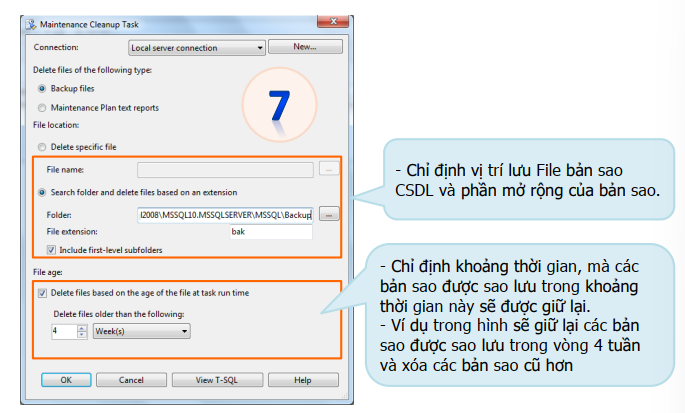 Maintenance Cleanup Task
Connection:
Local server connection
New...
Delete files of the following type:
Backup files
Maintenance Plan text reports
File location:
Delete specific file
File name:
...
Search folder and delete files based on an extension
Folder:
l2008\MSSQL10.MSSQLSERVER\MSSQL\Backup
...
File extension:
bak
Include first-level subfolders
File age:
Delete files based on the age of the file at task run time
Delete files older than the following:
4
Week(s)
OK
Cancel
View T-SQL
Help
7
- Chỉ định vị trí lưu File bản sao
CSDL và phần mở rộng của bản sao.
- Chỉ định khoảng thời gian, mà các
bản sao được sao lưu trong khoảng
thời gian này sẽ được giữ lại.
- Ví dụ trong hình sẽ giữ lại các bản
sao được sao lưu trong vòng 4 tuần
và xóa các bản sao cũ hơn